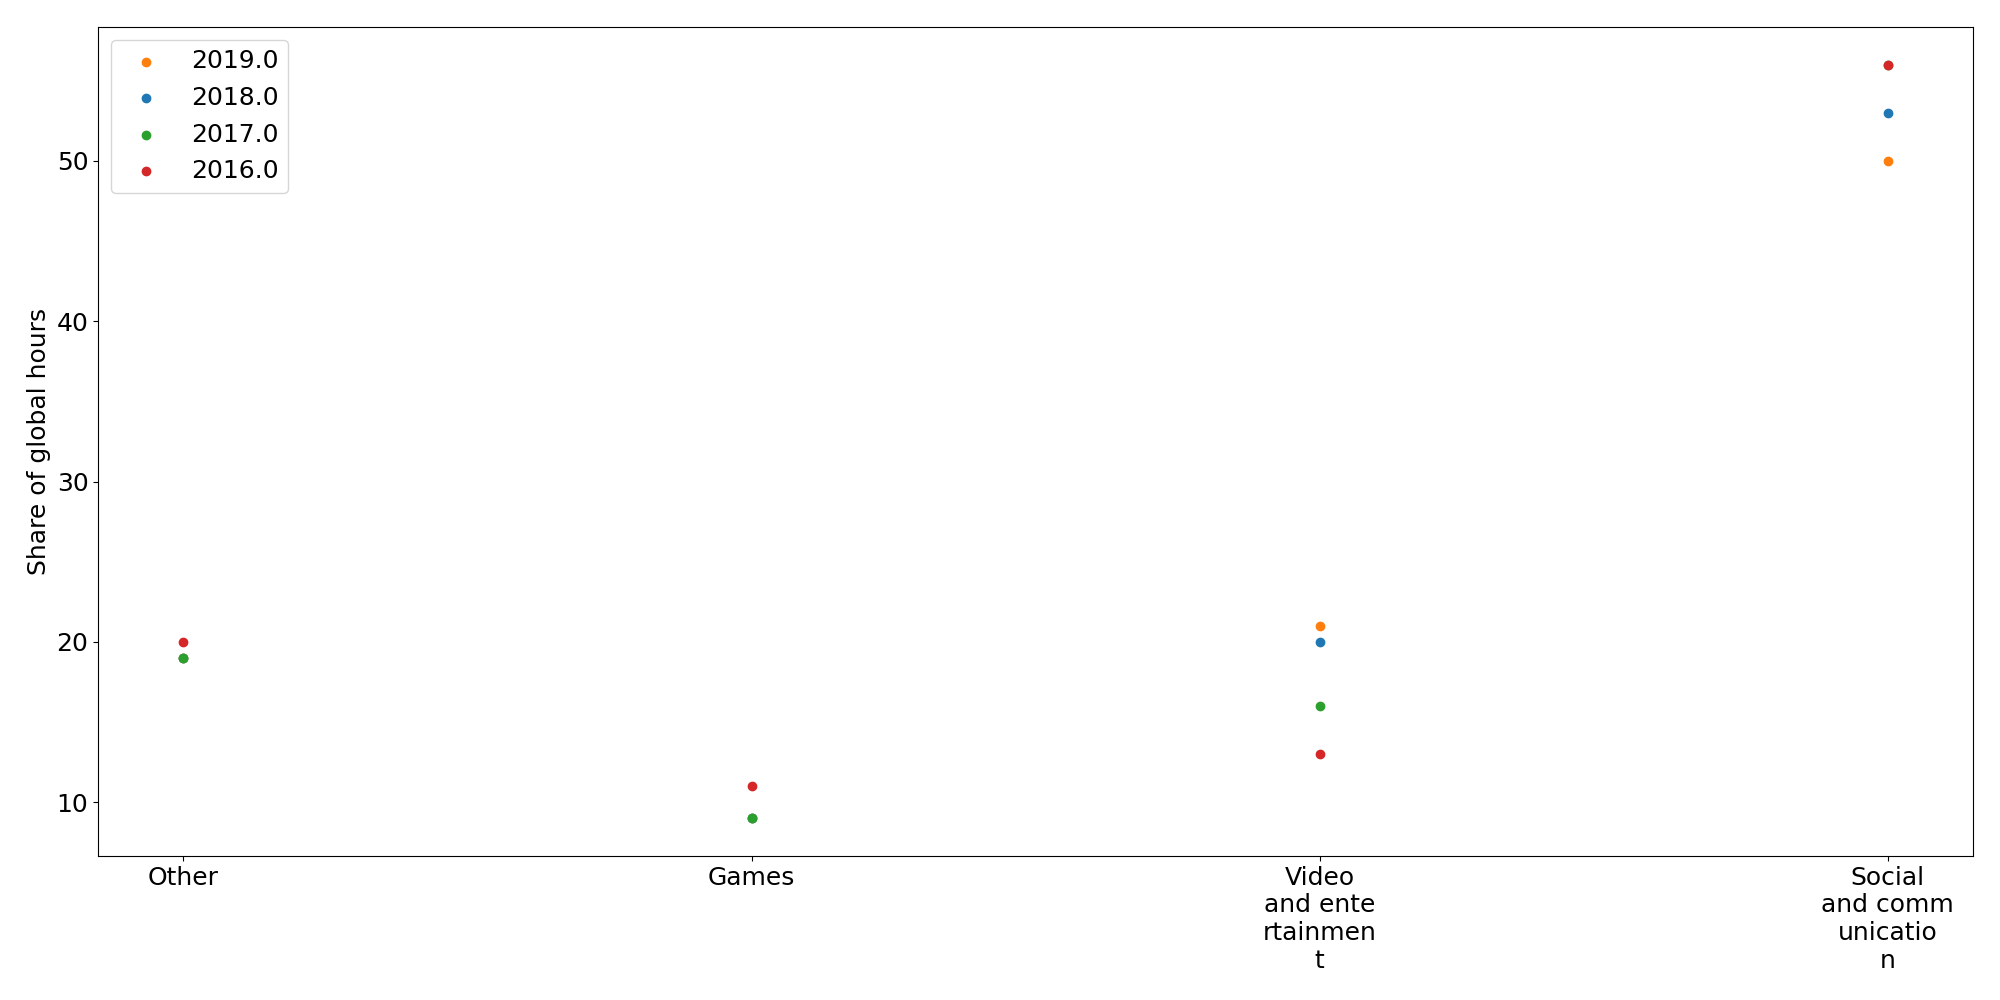 2019.0
2018.0
2017.0
2016.0
Share of global hours
50
40
30
20
10
Other
Games
Video
and ente
rtainmen
t
Social
and comm
unicatio
n